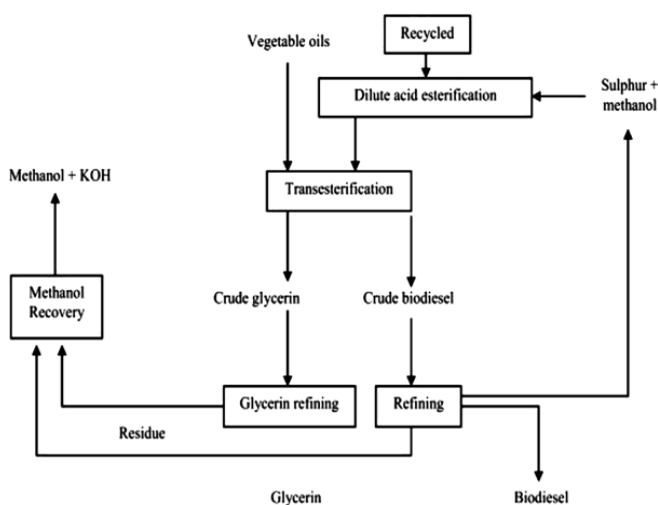 Recycled
Vegetable oils
Dilute acid esterification
Sulphur +
methanol
Methanol + KOH
Transesterification
Methanol
Recovery
Crude glycerin
Crude biodiesel
Glycerin refining
Refining
Residue
Glycerin
Biodiesel